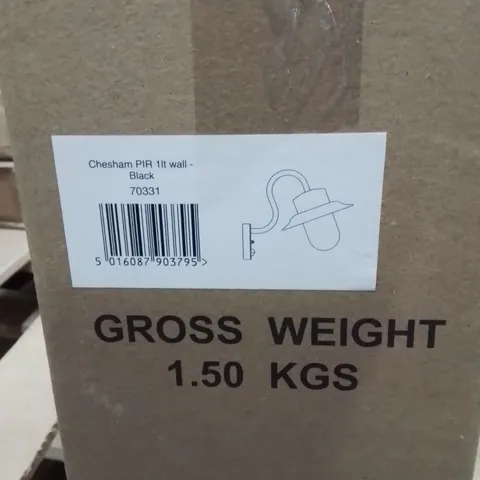 Chesham PIR 1lt wall -
Black
70331
5 016087 903795 >
GROSS WEIGHT
1.50 KGS